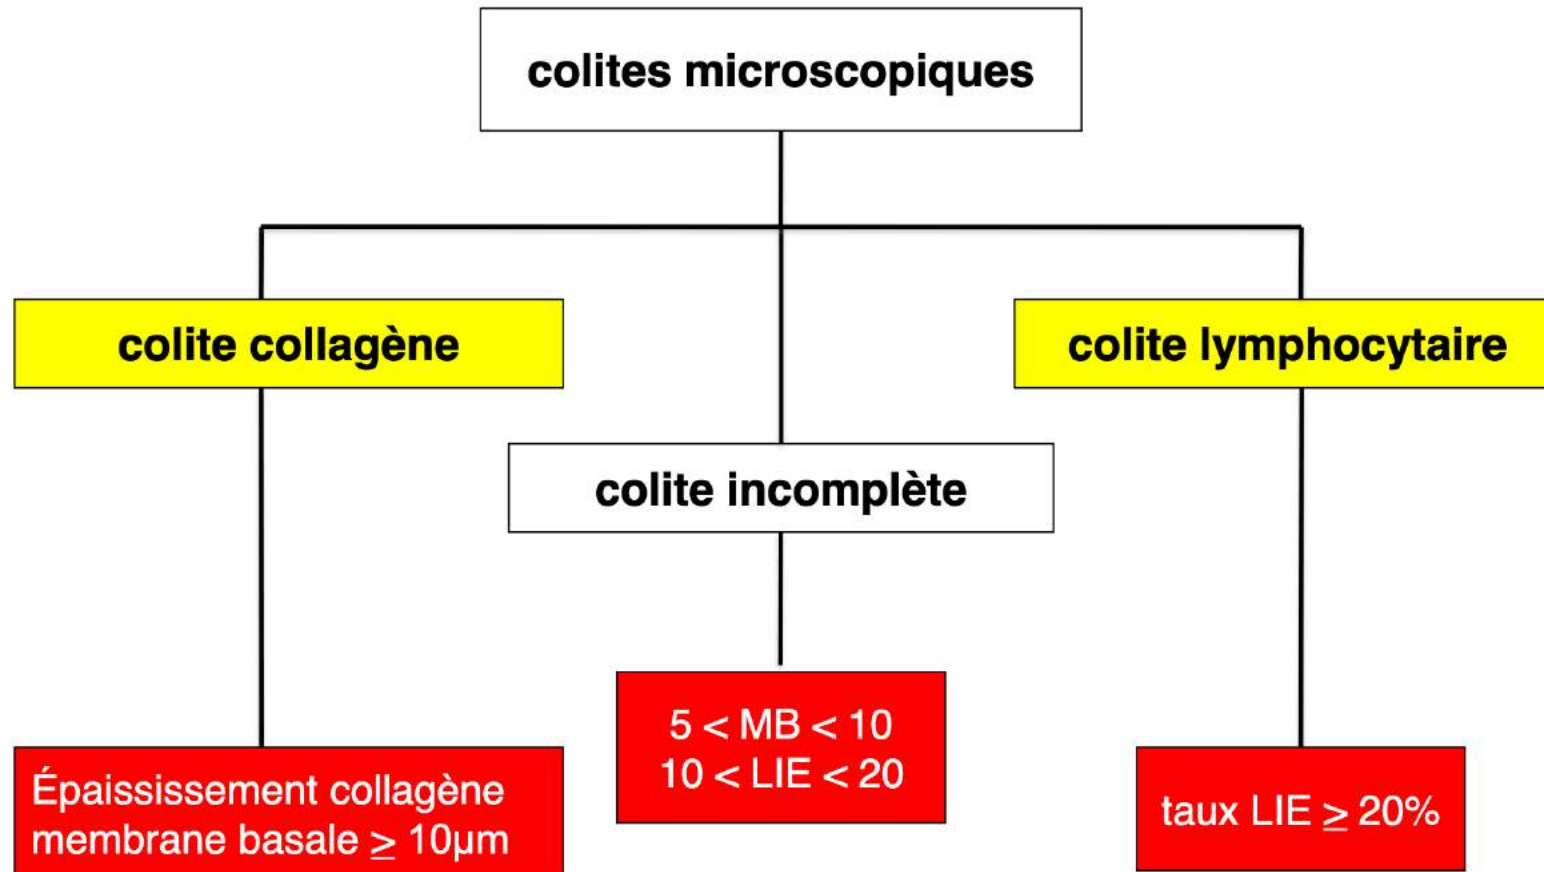 colites microscopiques
colite collagène
colite lymphocytaire
colite incomplète
5 < MB < 10
10 < LIE < 20
Épaississement collagène
membrane basale ≥ 10µm
taux LIE ≥ 20%